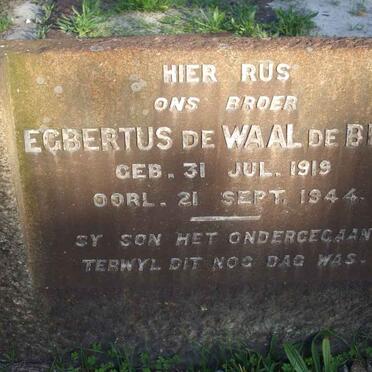 HIER RUS
ONS BROER
EGBERTUS DE WAAL DE
GEB. 31 JUL. 1919
OORL. 21 SEPT. 1944.
SY SON HET ONDERGEGAAN
TERWYL DIT NOG DAG WAS.